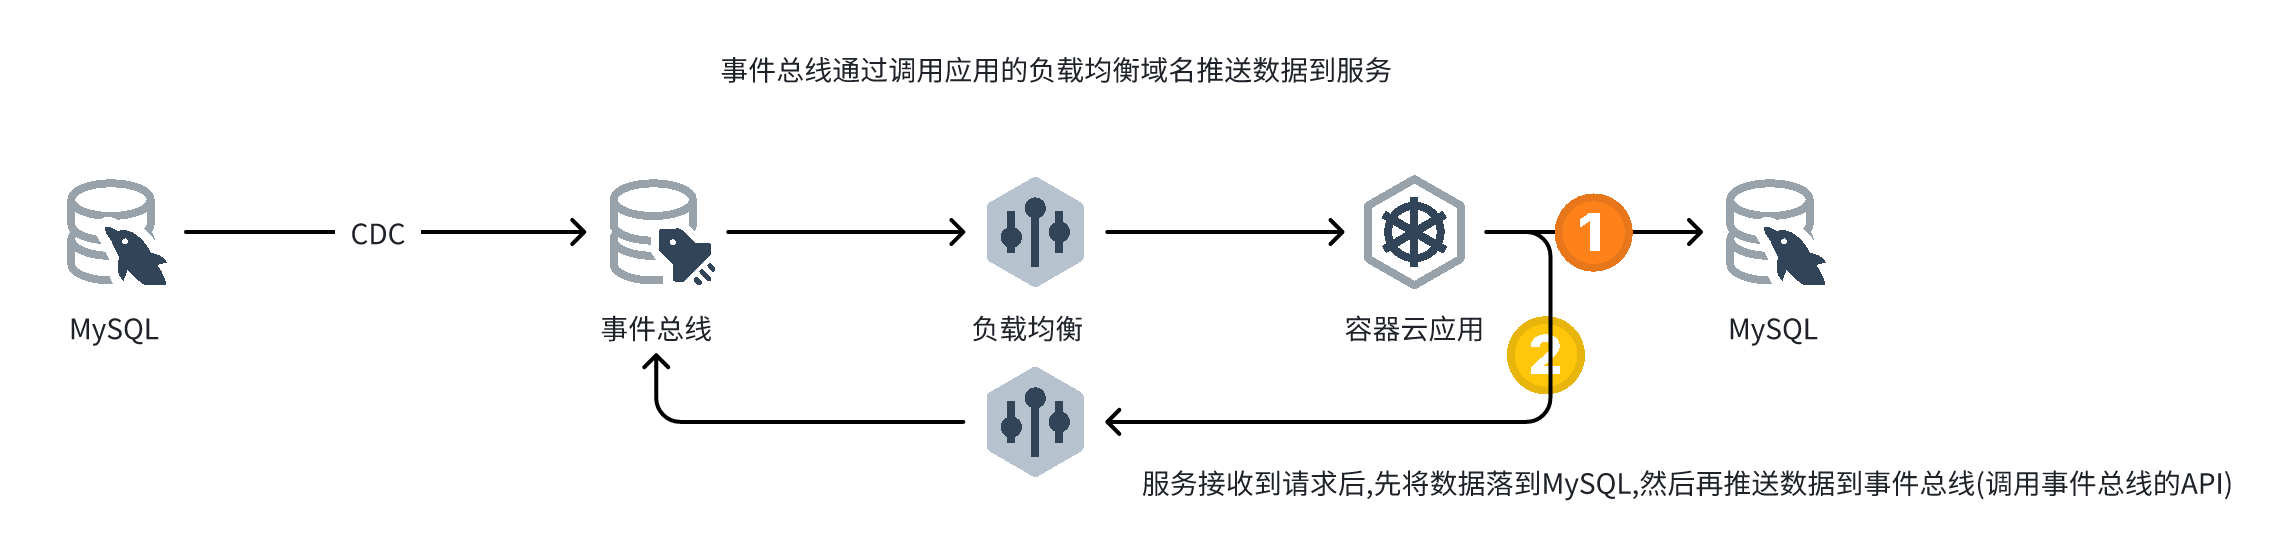 事件总线通过调用应用的负载均衡域名推送数据到服务
CDC
1
MySQL
事件总线
负载均衡
容器云应用
MySQL
2
服务接收到请求后,先将数据落到MySQL,然后再推送数据到事件总线(调用事件总线的API)